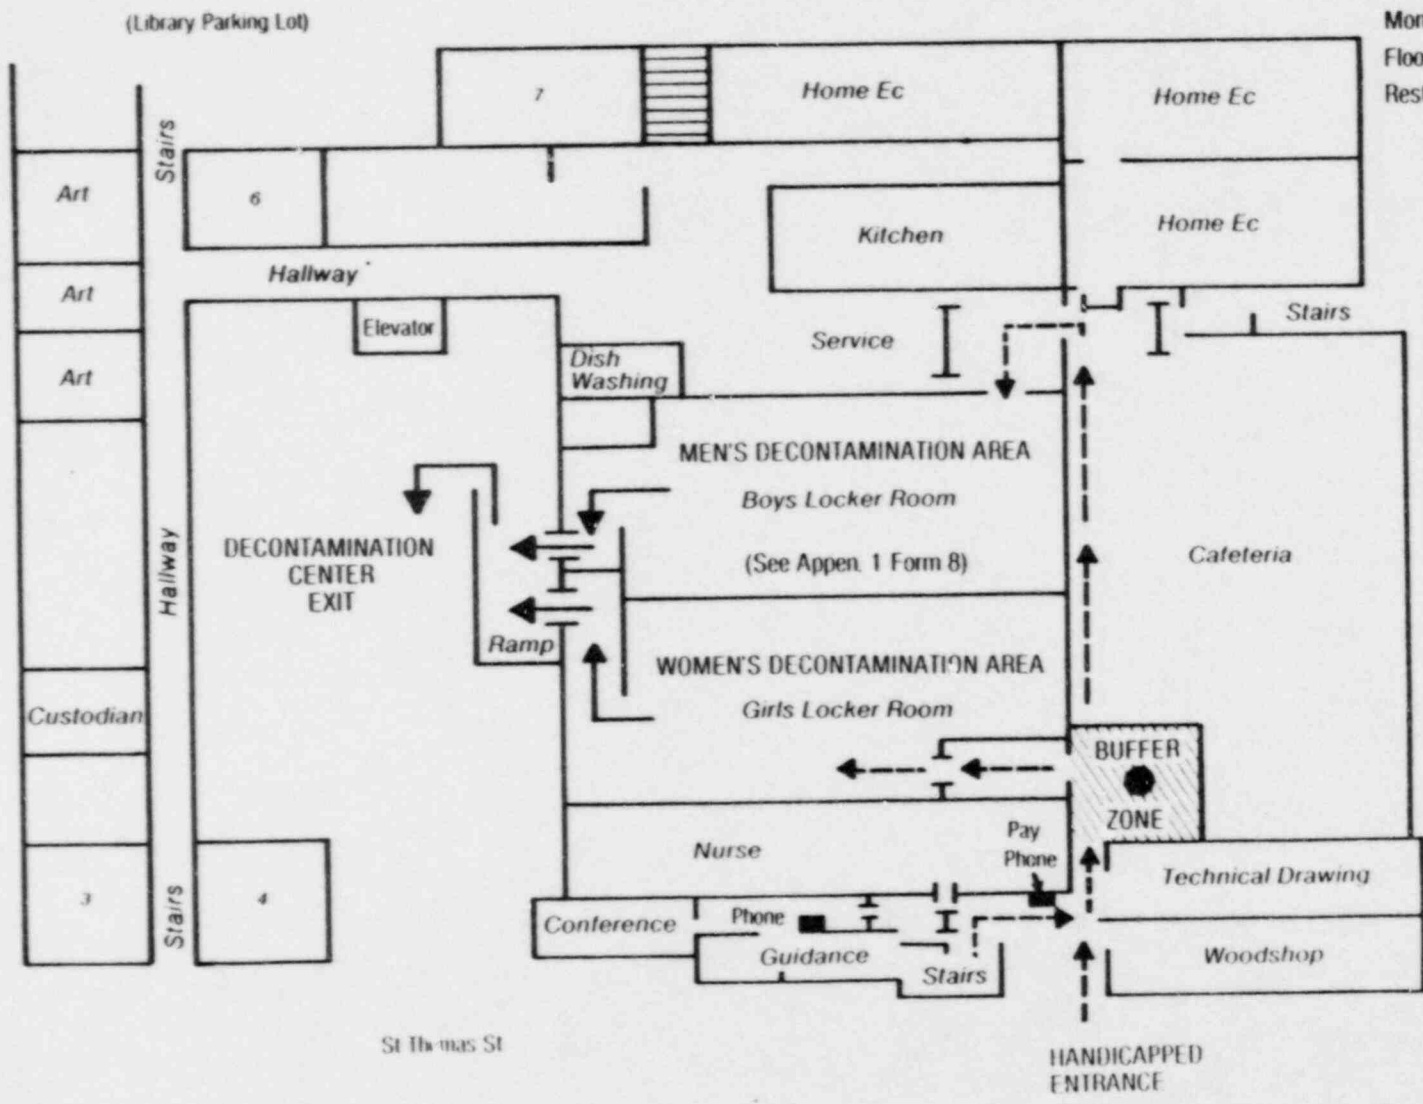 (Library Parking Lot)
Stairs
7
Home Ec
Home Ec
Art
6
Home Ec
Kitchen
Hallway
Art
Elevator
Service
Stairs
Art
Dish
Washing
MEN'S DECONTAMINATION AREA
Boys Locker Room
(See Appen. 1 Form 8)
Cafeteria
Hallway
DECONTAMINATION
CENTER
EXIT
Ramp
WOMEN'S DECONTAMINATION AREA
Girls Locker Room
Custodian
BUFFER
ZONE
Pay
Phone
Nurse
Technical Drawing
3
Stairs
4
Conference
Phone
Guidance
Stairs
Woodshop
St Thomas St
HANDICAPPED
ENTRANCE